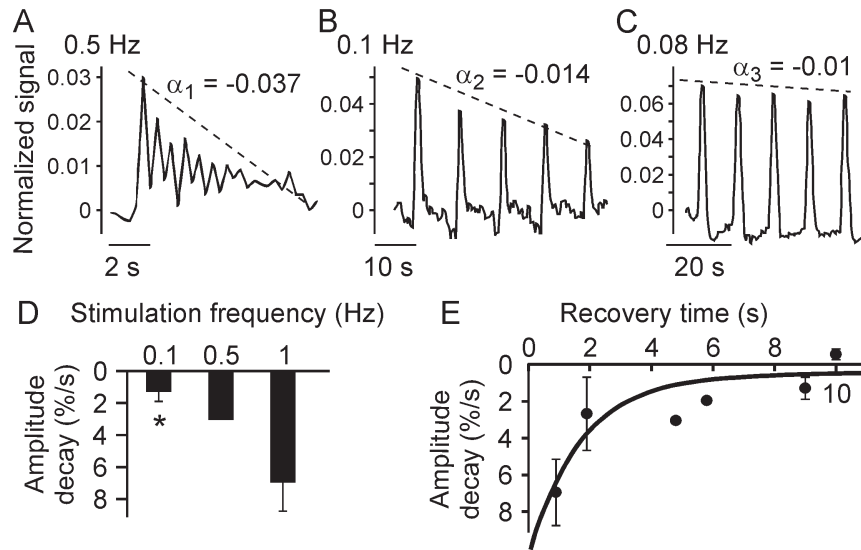 A
0.5 Hz
α1 = -0.037
Normalized signal
0.03
0.02
0.01
0
2 s
B
0.1 Hz
α2 = -0.014
0.04
0.02
0
10 s
C
0.08 Hz
α3 = -0.01
0.06
0.04
0.02
0
20 s
D
Stimulation frequency (Hz)
0.1 0.5 1
Amplitude
decay (%/s)
0
2
4
6
8
*
E
Recovery time (s)
0 2 4 6 8
10
Amplitude
decay (%/s)
0
2
4
6
8